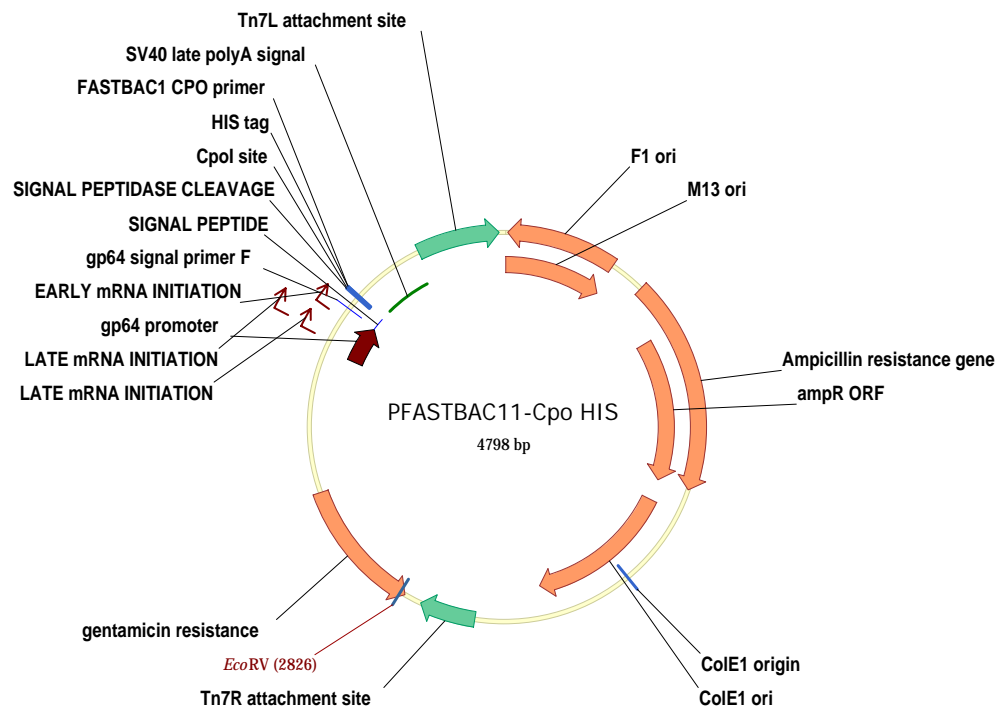 Tn7L attachment site
SV40 late polyA signal
FASTBAC1 CPO primer
HIS tag
CpoI site
SIGNAL PEPTIDASE CLEAVAGE
SIGNAL PEPTIDE
gp64 signal primer F
EARLY mRNA INITIATION
gp64 promoter
LATE mRNA INITIATION
LATE mRNA INITIATION
F1 ori
M13 ori
Ampicillin resistance gene
ampR ORF
PFASTBAC11-Cpo HIS
4798 bp
gentamicin resistance
EcoRV (2826)
Tn7R attachment site
ColE1 origin
ColE1 ori